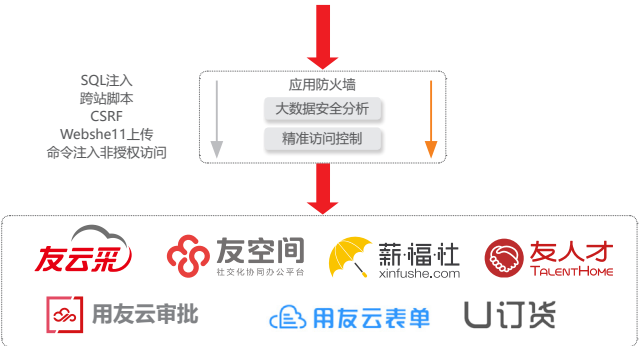 SQL注入
跨站脚本
CSRF
Webshe11上传
命令注入非授权访问
应用防火墙
大数据安全分析
精准访问控制
友云采
友空间
社交化协同办公平台
薪·福·社
xinfushe.com
友人才
TALENTHOME
用友云审批
用友云表单
U订货